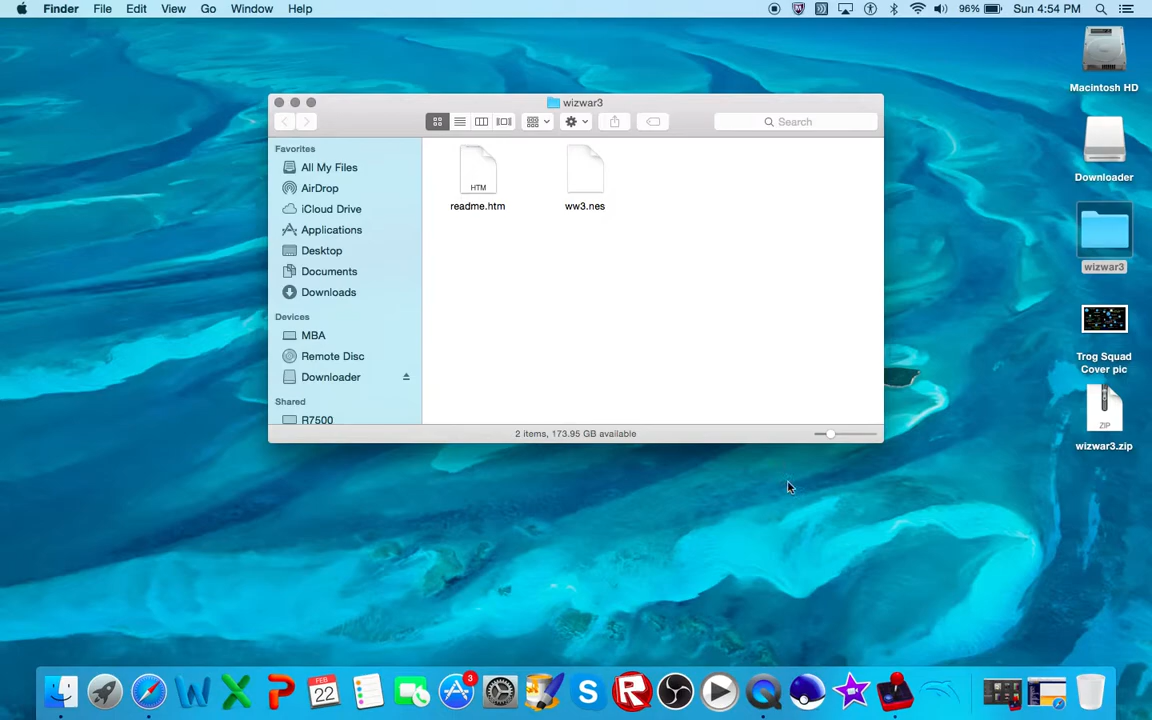 Finder File Edit View Go Window Help 96% Sun 4:54 PM
wizwar3
Search
Favorites
All My Files
AirDrop
iCloud Drive
Applications
Desktop
Documents
Downloads
Devices
MBA
Remote Disc
Downloader
Shared
R7500
HTM
readme.htm
ww3.nes
2 items, 173.95 GB available
Macintosh HD
Downloader
wizwar3
Trog Squad
Cover pic
ZIP
wizwar3.zip
FEB
22
3